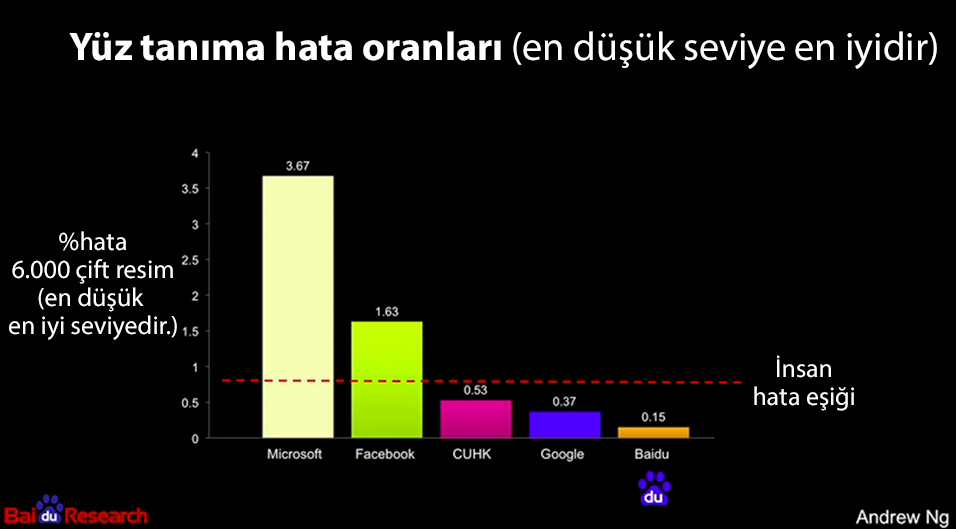 Yüz tanıma hata oranları (en düşük seviye en iyidir)
4
3.5
3
2.5
2
1.5
1
0.5
0
%hata
6.000 çift resim
(en düşük
en iyi seviyedir.)
3.67
1.63
0.53
0.37
0.15
İnsan
hata eşiği
Microsoft Facebook CUHK Google Baidu
du
Bai du Research
Andrew Ng